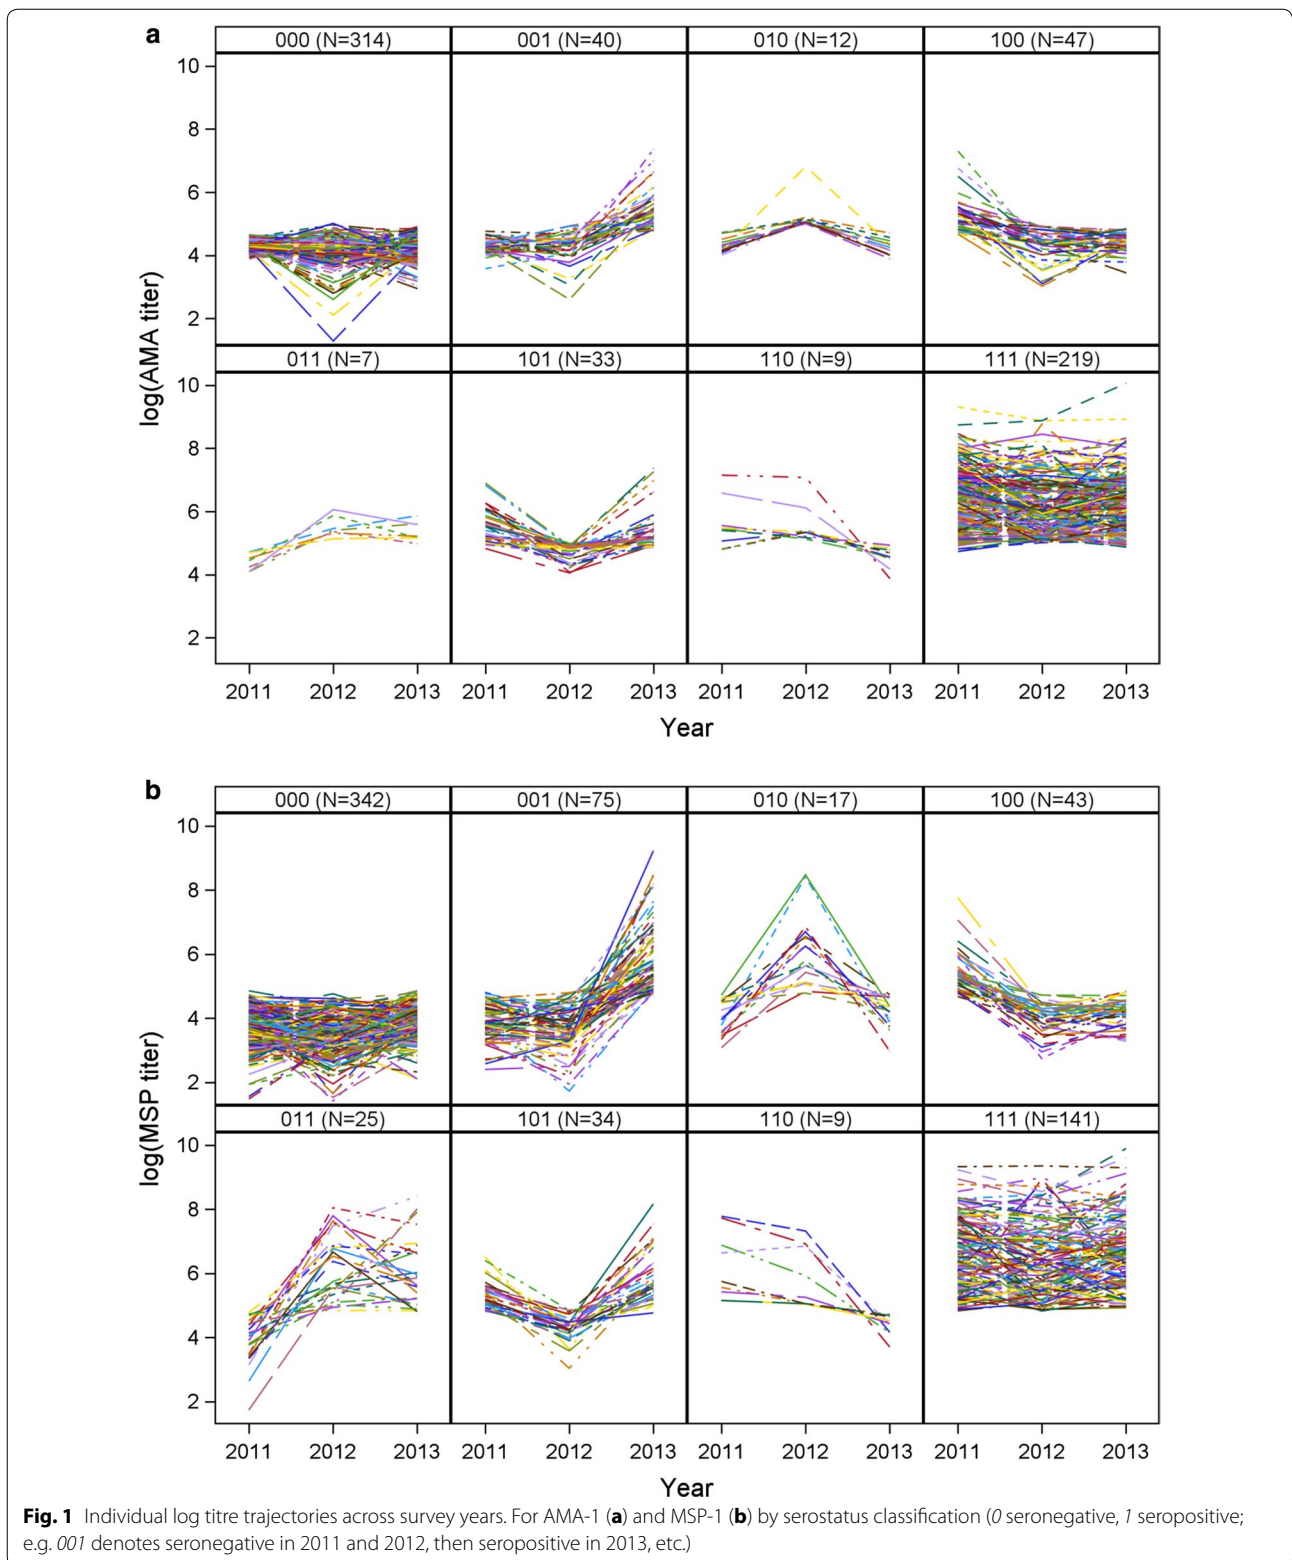 a
000 (N=314) 001 (N=40) 010 (N=12) 100 (N=47)
10
8
6
4
2
011 (N=7) 101 (N=33) 110 (N=9) 111 (N=219)
10
8
6
4
2
log(AMA titer)
2011 2012 2013 2011 2012 2013 2011 2012 2013 2011 2012 2013
Year
b
000 (N=342) 001 (N=75) 010 (N=17) 100 (N=43)
10
8
6
4
2
011 (N=25) 101 (N=34) 110 (N=9) 111 (N=141)
10
8
6
4
2
log(MSP titer)
2011 2012 2013 2011 2012 2013 2011 2012 2013 2011 2012 2013
Year
Fig. 1 Individual log titre trajectories across survey years. For AMA-1 (a) and MSP-1 (b) by serostatus classification (0 seronegative, 1 seropositive;
e.g. 001 denotes seronegative in 2011 and 2012, then seropositive in 2013, etc.)